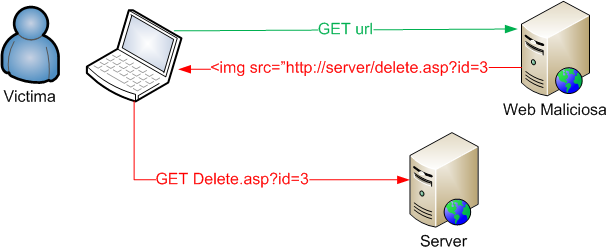 GET url
<img src="http://server/delete.asp?id=3
Victima
Web Maliciosa
GET Delete.asp?id=3
Server